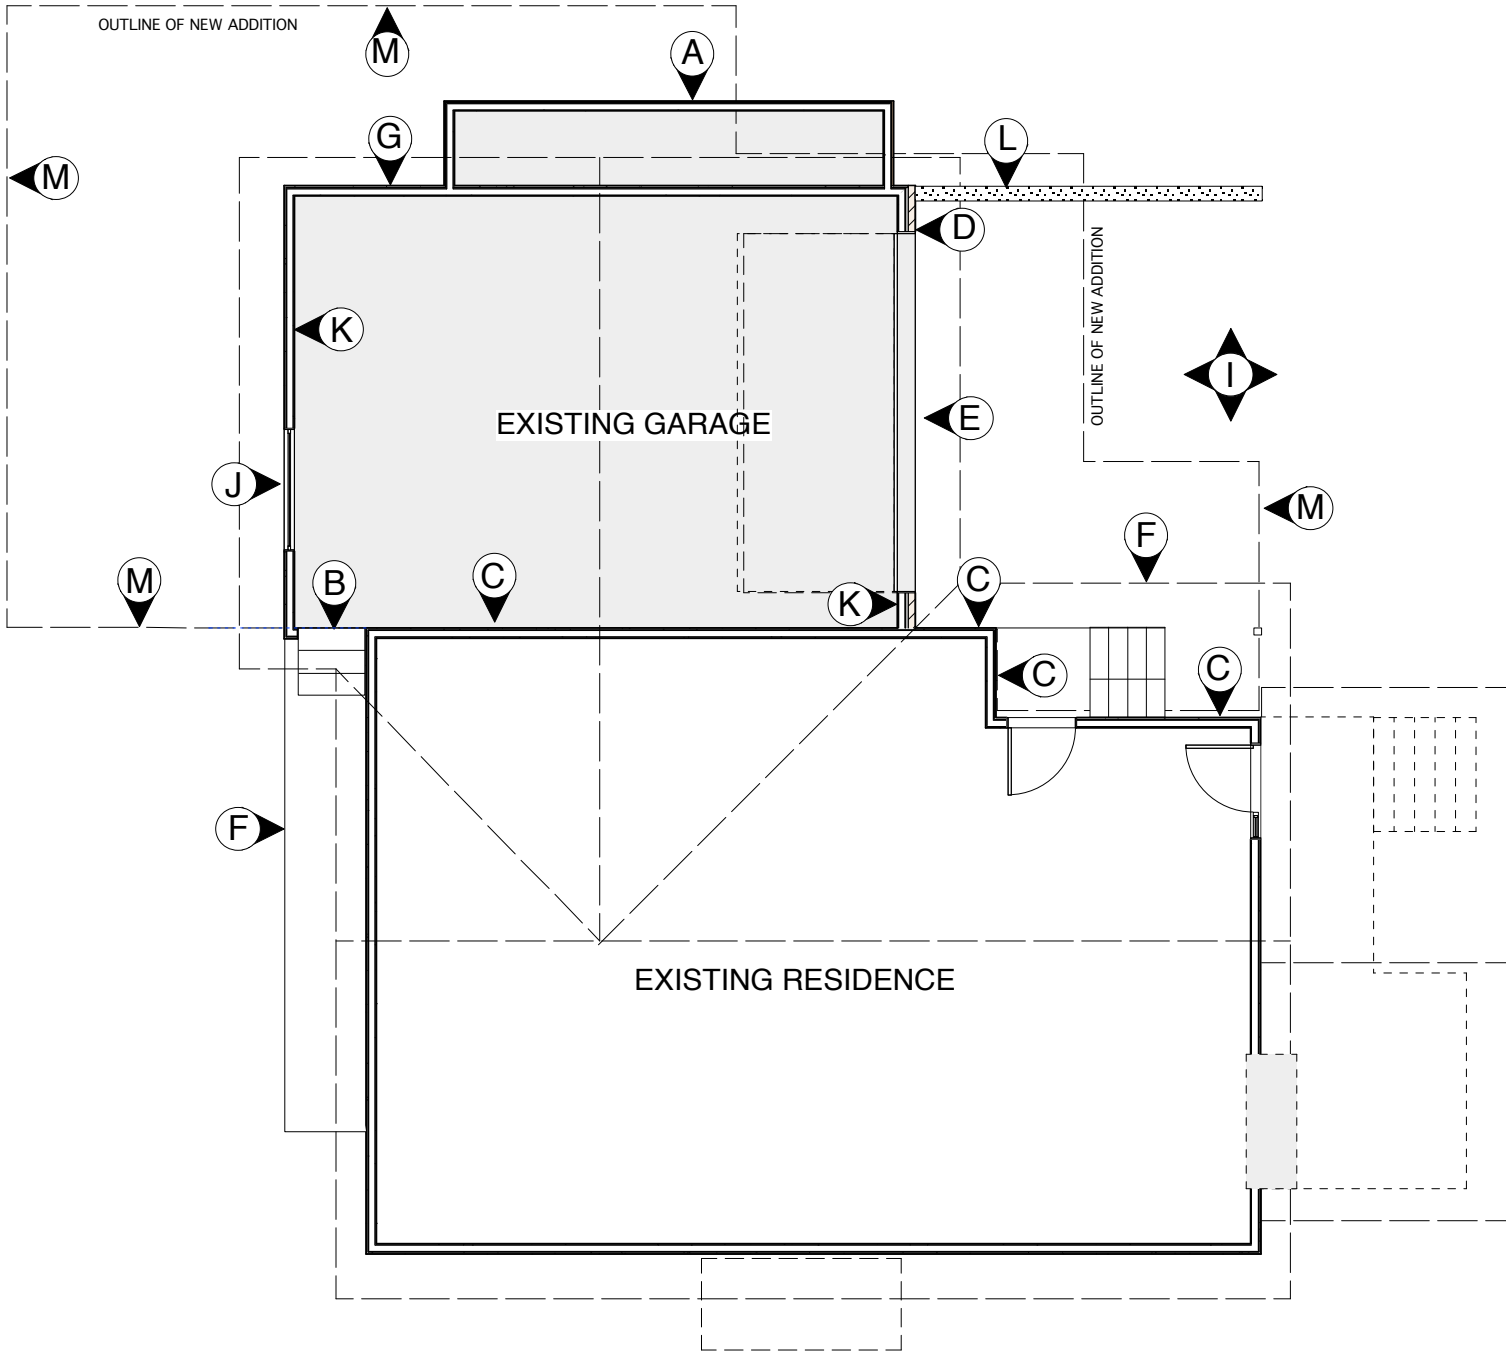 OUTLINE OF NEW ADDITION
M
A
G
L
M
D
OUTLINE OF NEW ADDITION
K
I
EXISTING GARAGE
E
J
M
F
M
B
C
C
K
C
C
F
EXISTING RESIDENCE